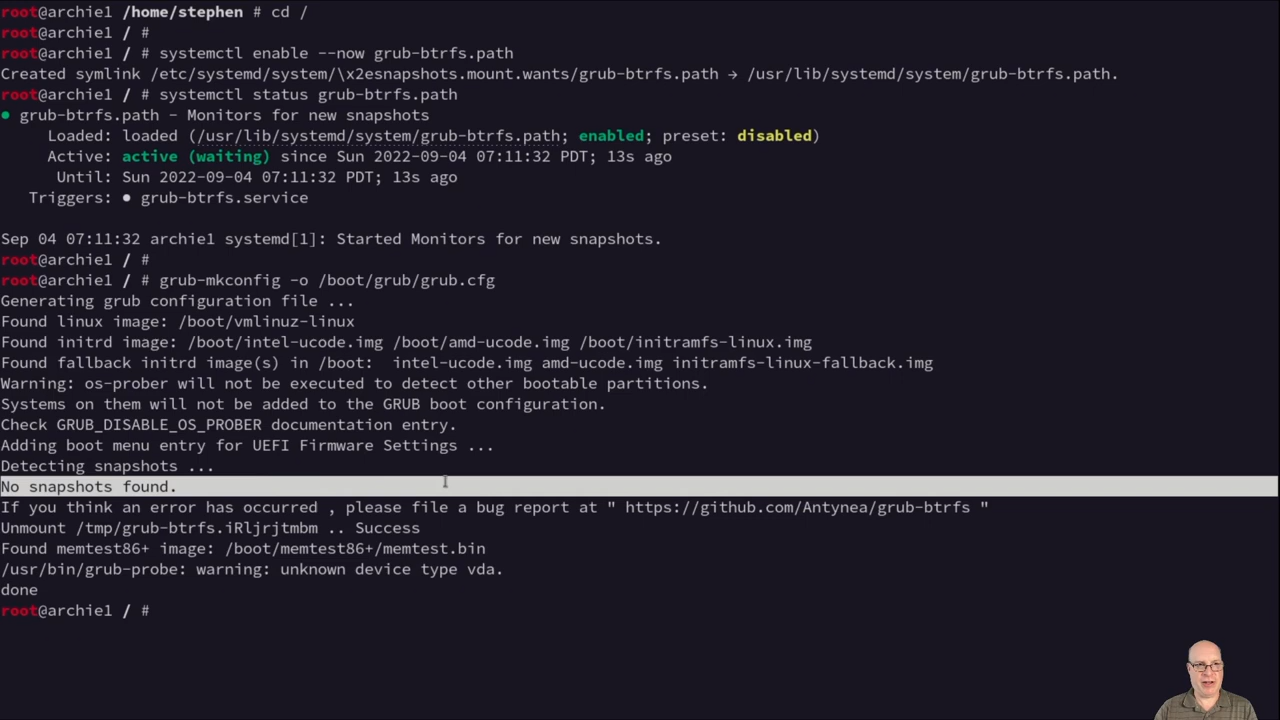 root@archie1 /home/stephen # cd /
root@archie1 / #
root@archie1 / # systemctl enable --now grub-btrfs.path
Created symlink /etc/systemd/system/\x2esnapshots.mount.wants/grub-btrfs.path → /usr/lib/systemd/system/grub-btrfs.path.
root@archie1 / # systemctl status grub-btrfs.path
● grub-btrfs.path - Monitors for new snapshots
Loaded: loaded (/usr/lib/systemd/system/grub-btrfs.path; enabled; preset: disabled)
Active: active (waiting) since Sun 2022-09-04 07:11:32 PDT; 13s ago
Until: Sun 2022-09-04 07:11:32 PDT; 13s ago
Triggers: ● grub-btrfs.service
Sep 04 07:11:32 archie1 systemd[1]: Started Monitors for new snapshots.
root@archie1 / #
root@archie1 / # grub-mkconfig -o /boot/grub/grub.cfg
Generating grub configuration file ...
Found linux image: /boot/vmlinuz-linux
Found initrd image: /boot/intel-ucode.img /boot/amd-ucode.img /boot/initramfs-linux.img
Found fallback initrd image(s) in /boot:  intel-ucode.img amd-ucode.img initramfs-linux-fallback.img
Warning: os-prober will not be executed to detect other bootable partitions.
Systems on them will not be added to the GRUB boot configuration.
Check GRUB_DISABLE_OS_PROBER documentation entry.
Adding boot menu entry for UEFI Firmware Settings ...
Detecting snapshots ...
No snapshots found.
If you think an error has occurred , please file a bug report at " https://github.com/Antynea/grub-btrfs "
Unmount /tmp/grub-btrfs.iRljrjtmbm .. Success
Found memtest86+ image: /boot/memtest86+/memtest.bin
/usr/bin/grub-probe: warning: unknown device type vda.
done
root@archie1 / #